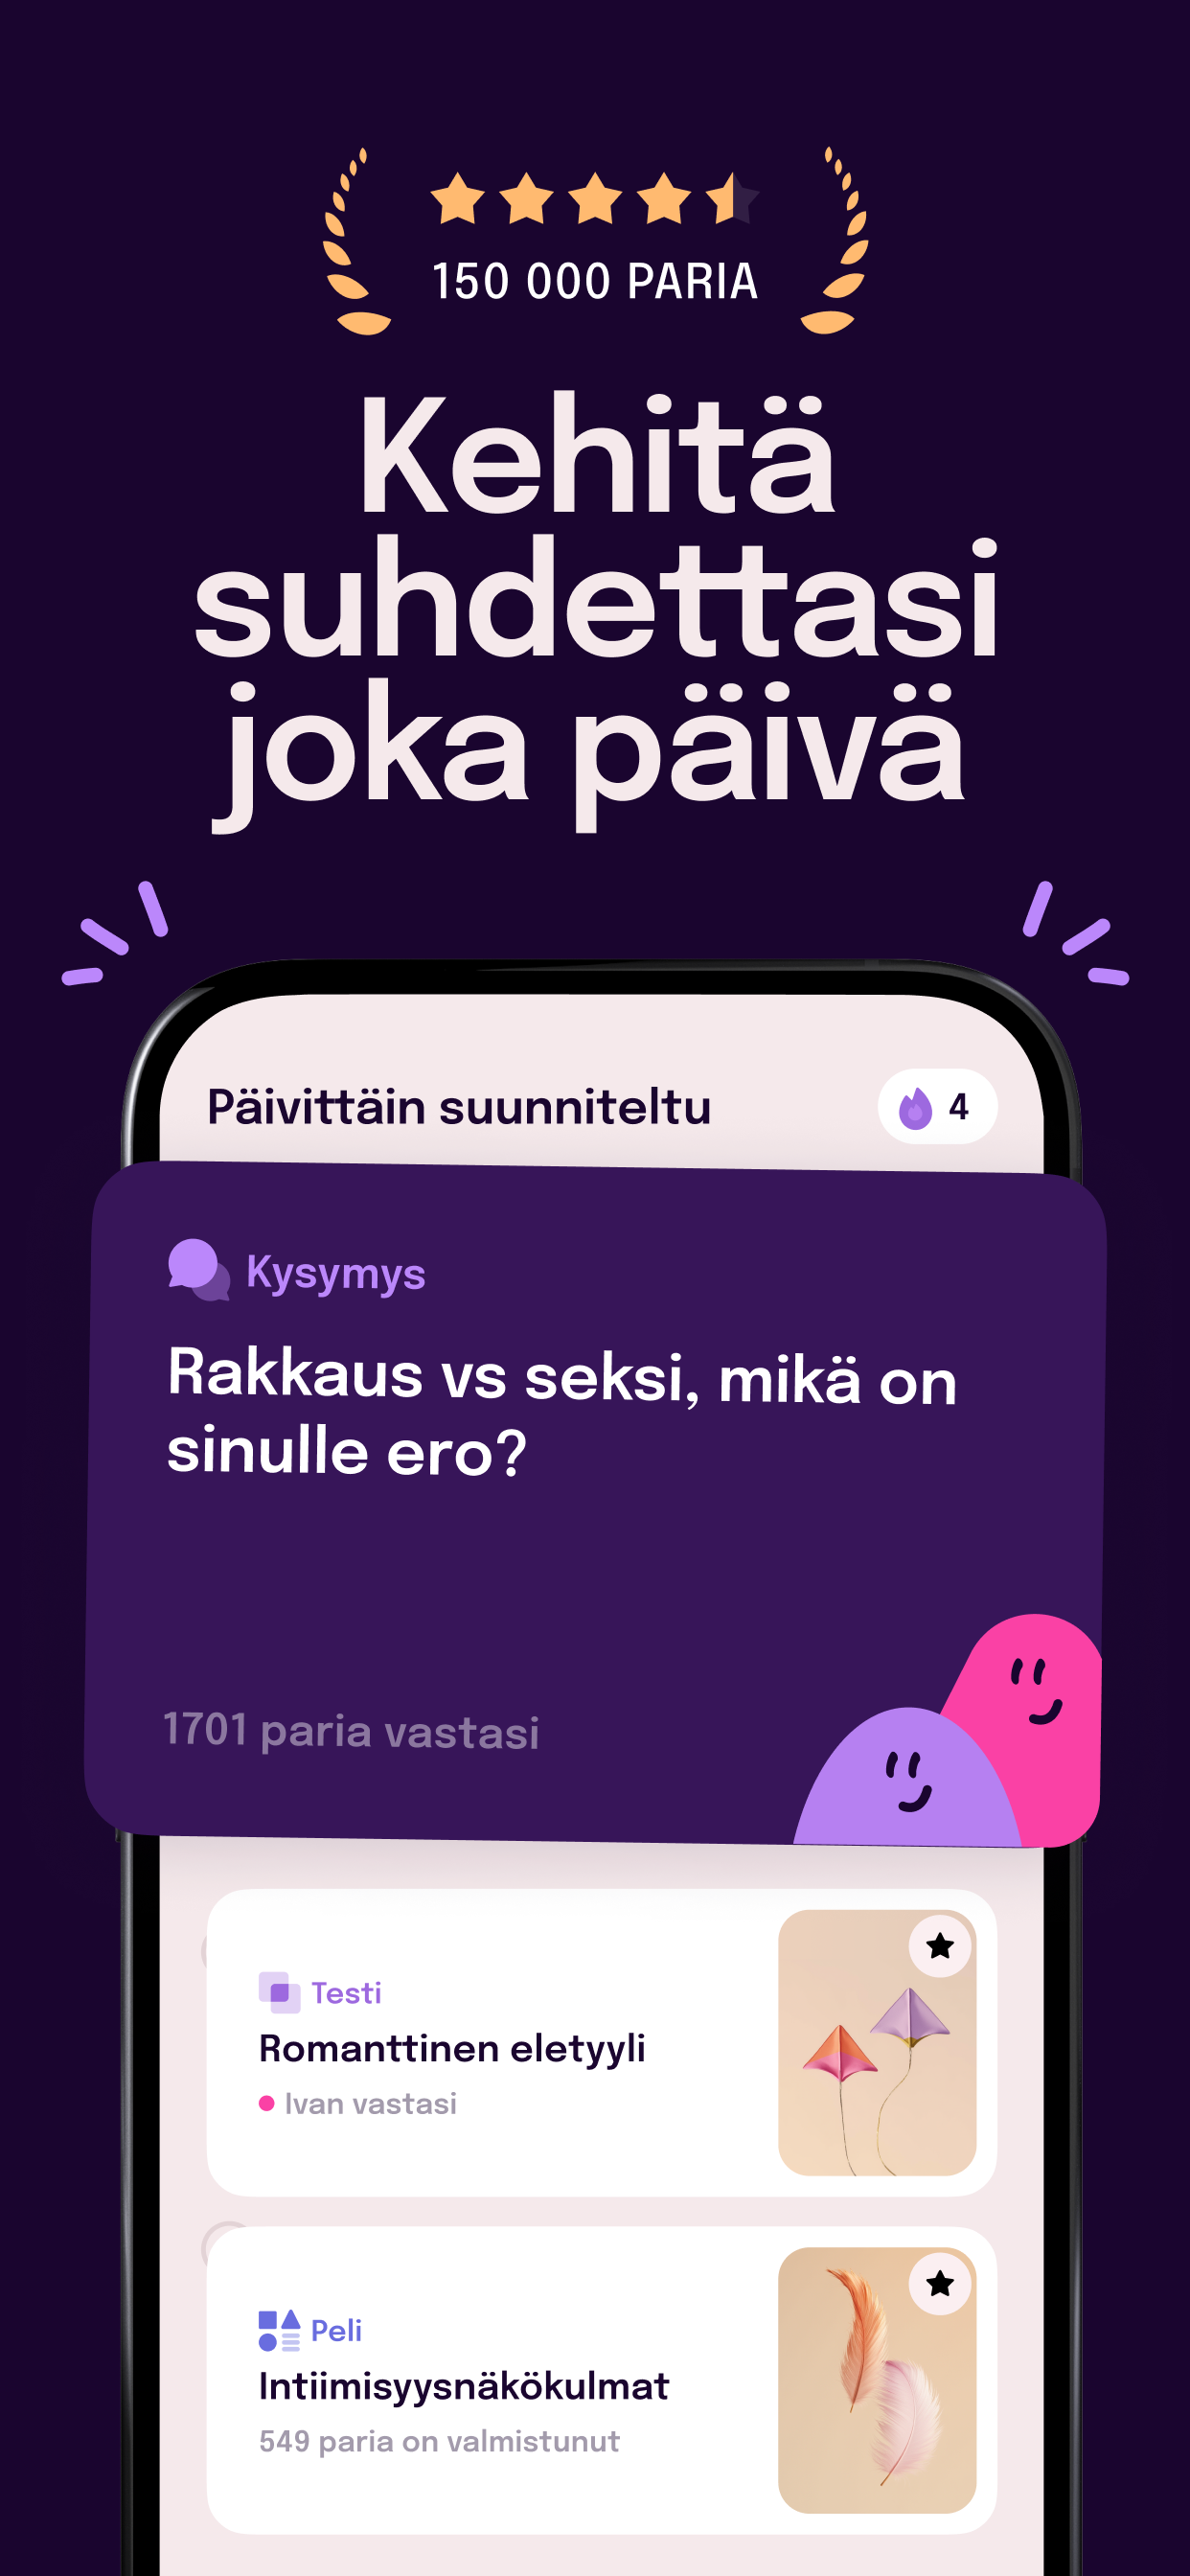 150 000 PARIA
Kehitä
suhdettasi
joka päivä
Päivittäin suunniteltu
4
Kysymys
Rakkaus vs seksi, mikä on
sinulle ero?
1701 paria vastasi
Testi
Romanttinen eletyyli
Ivan vastasi
Peli
Intiimisyysnäkökulmat
549 paria on valmistunut